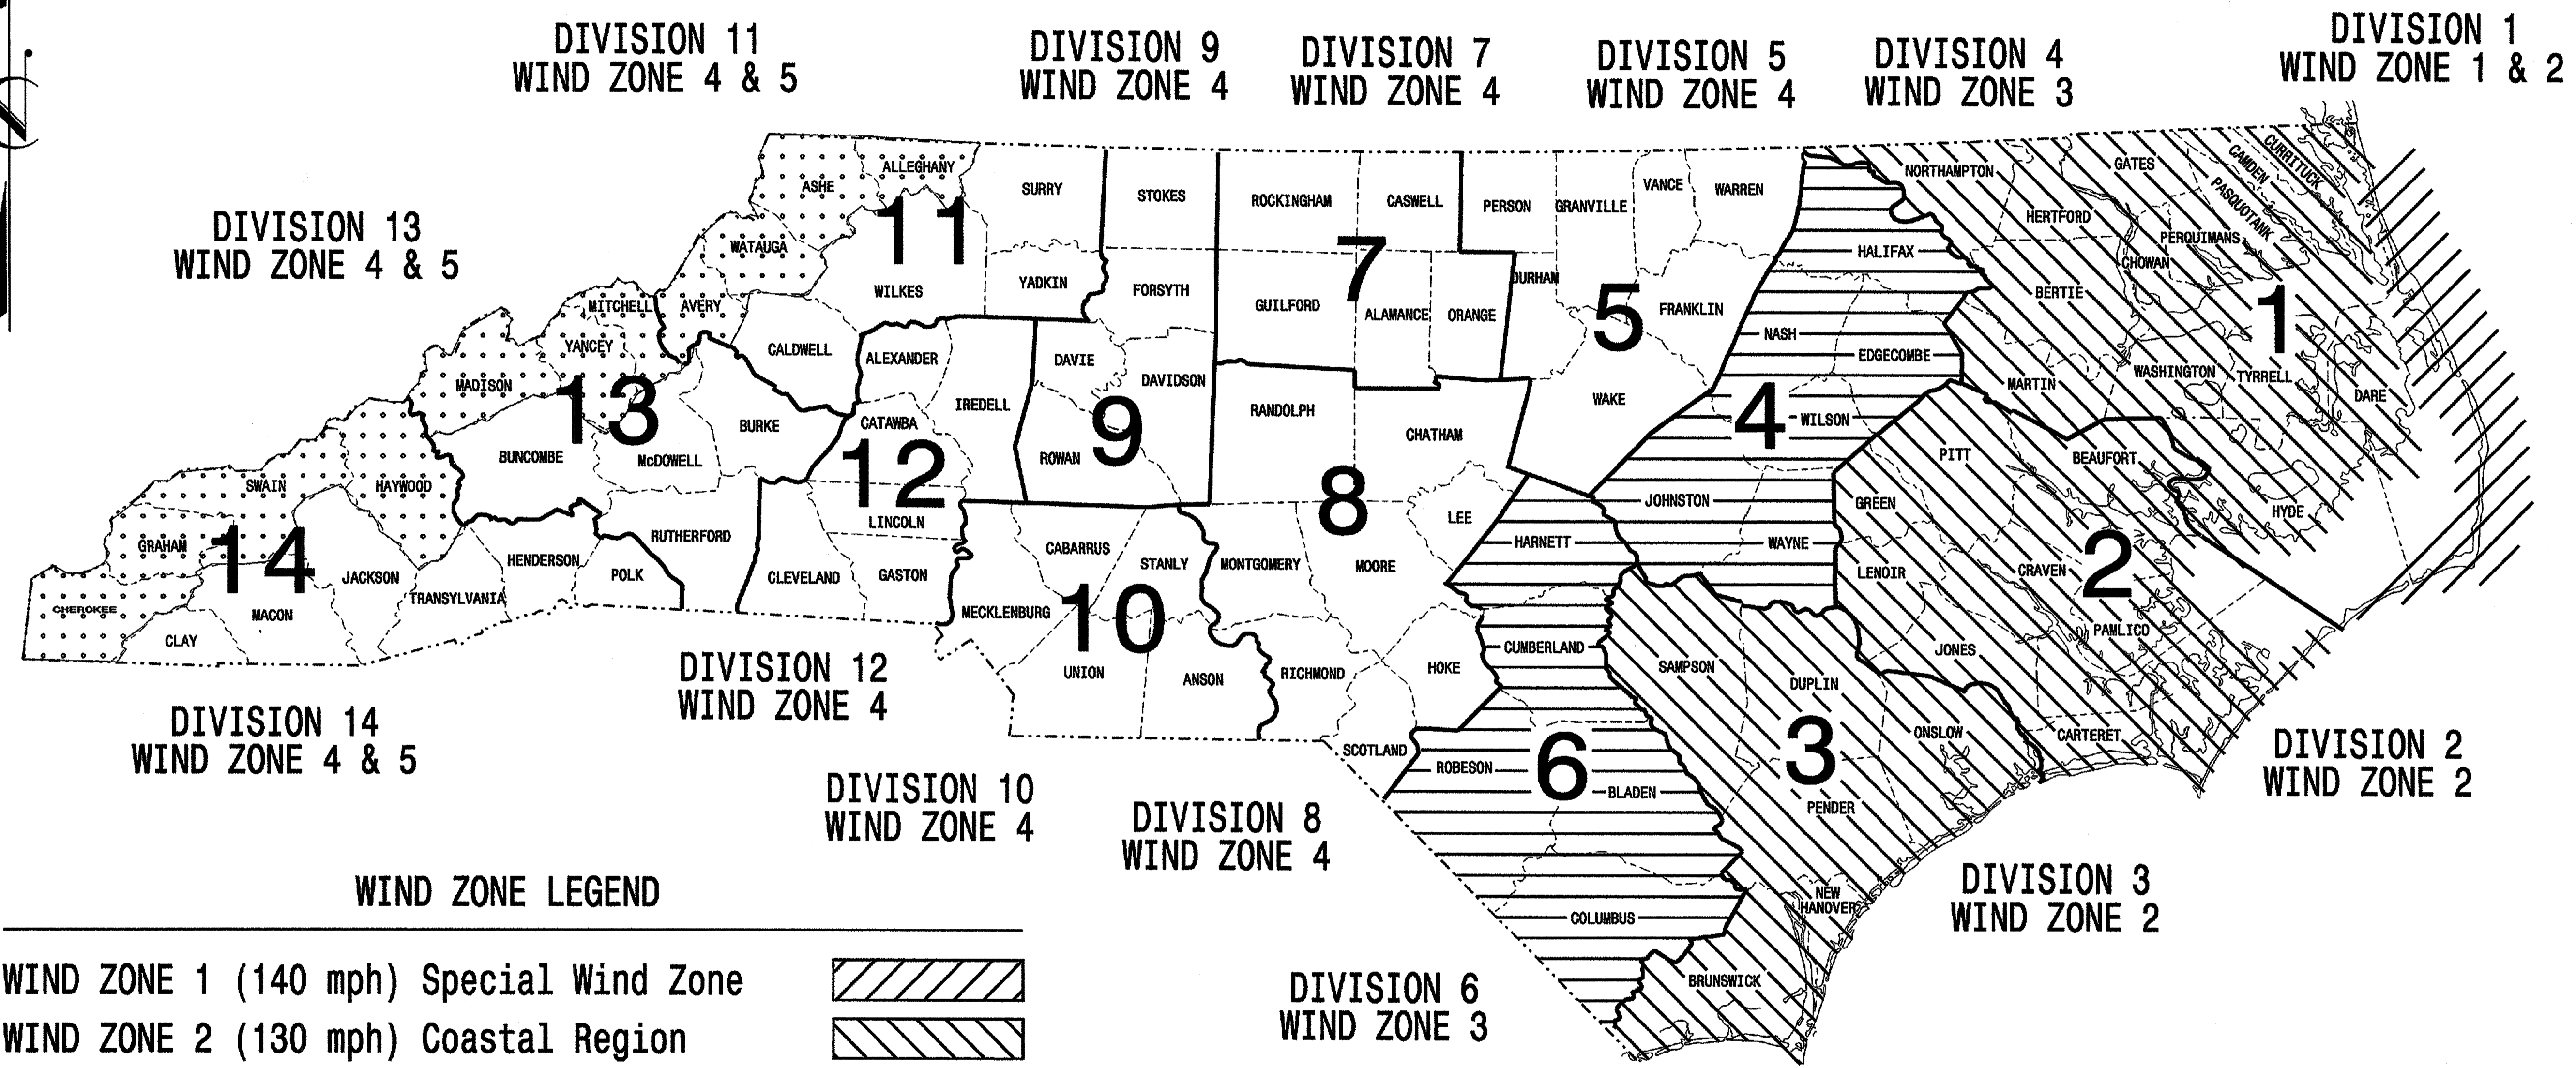 DIVISION 11
WIND ZONE 4 & 5
DIVISION 9
WIND ZONE 4
DIVISION 7
WIND ZONE 4
DIVISION 5
WIND ZONE 4
DIVISION 4
WIND ZONE 3
DIVISION 1
WIND ZONE 1 & 2
DIVISION 13
WIND ZONE 4 & 5
ALLEGHANY
ASHE
SURRY
STOKES
ROCKINGHAM
CASWELL
PERSON
GRANVILLE
VANCE
WARREN
NORTHAMPTON
GATES
CAMDEN
CURRITUCK
PASQUOTANK
HERTFORD
PERQUIMANS
CHOWAN
HALIFAX
WATAUGA
11
WILKES
YADKIN
FORSYTH
7
GUILFORD
ALAMANCE
ORANGE
DURHAM
5
FRANKLIN
NASH
EDGECOMBE
BERTIE
1
MITCHELL
AVERY
YANCEY
CALDWELL
ALEXANDER
DAVIE
DAVIDSON
IREDELL
MADISON
13
BURKE
CATAWBA
12
9
ROWAN
RANDOLPH
CHATHAM
WAKE
4
WILSON
MARTIN
WASHINGTON
TYRRELL
DARE
PITT
BEAUFORT
BUNCOMBE
McDOWELL
SWAIN
HAYWOOD
LINCOLN
8
LEE
JOHNSTON
GREEN
HYDE
GRAHAM
14
JACKSON
HENDERSON
RUTHERFORD
POLK
CLEVELAND
GASTON
CABARRUS
STANLY
MONTGOMERY
MOORE
HARNETT
WAYNE
LENOIR
CRAVEN
2
CHEROKEE
MACON
TRANSYLVANIA
CLAY
MECKLENBURG
10
UNION
ANSON
RICHMOND
HOKE
CUMBERLAND
SAMPSON
DUPLIN
JONES
PAMLICO
SCOTLAND
ROBESON
6
BLADEN
3
PENDER
ONSLOW
CARTERET
COLUMBUS
NEW
HANOVER
BRUNSWICK
DIVISION 12
WIND ZONE 4
DIVISION 14
WIND ZONE 4 & 5
DIVISION 2
WIND ZONE 2
DIVISION 10
WIND ZONE 4
DIVISION 8
WIND ZONE 4
DIVISION 3
WIND ZONE 2
DIVISION 6
WIND ZONE 3
WIND ZONE LEGEND
WIND ZONE 1 (140 mph) Special Wind Zone
WIND ZONE 2 (130 mph) Coastal Region